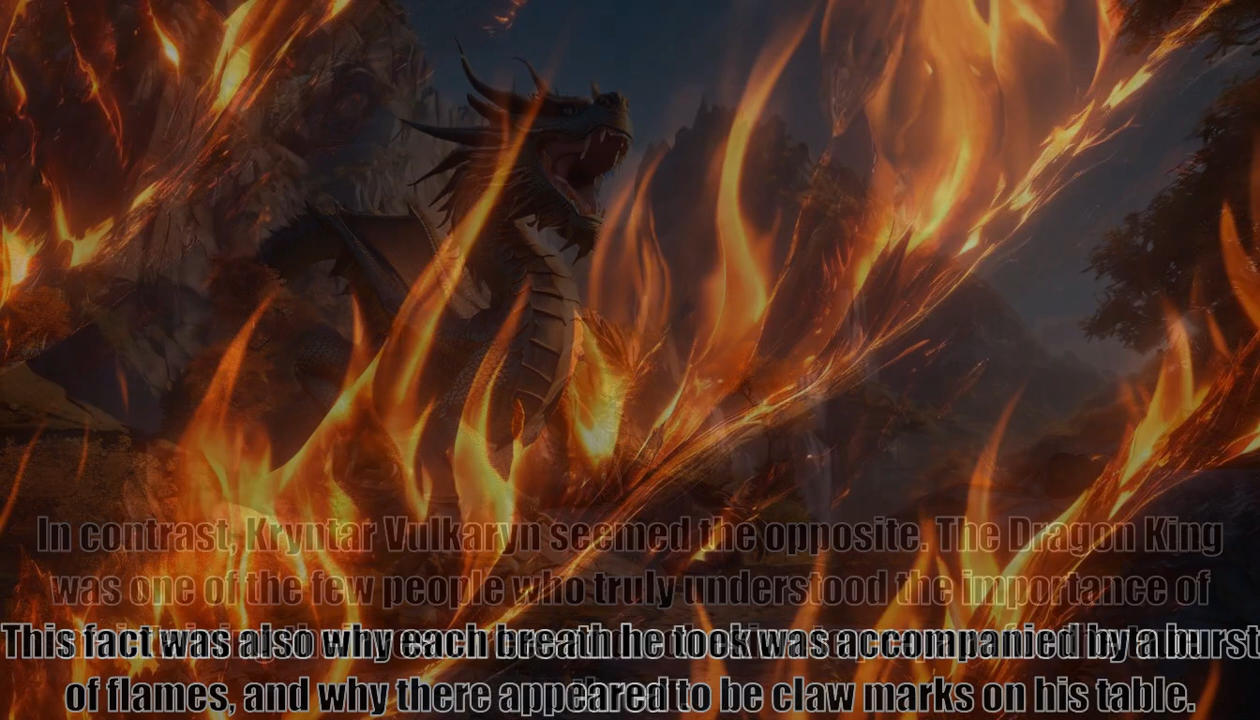 In contrast, Kryntar Vulkaryn seemed the opposite. The Dragon King
was one of the few people who truly understood the importance of
This fact was also why each breath he took was accompanied by a burst
of flames, and why there appeared to be claw marks on his table.